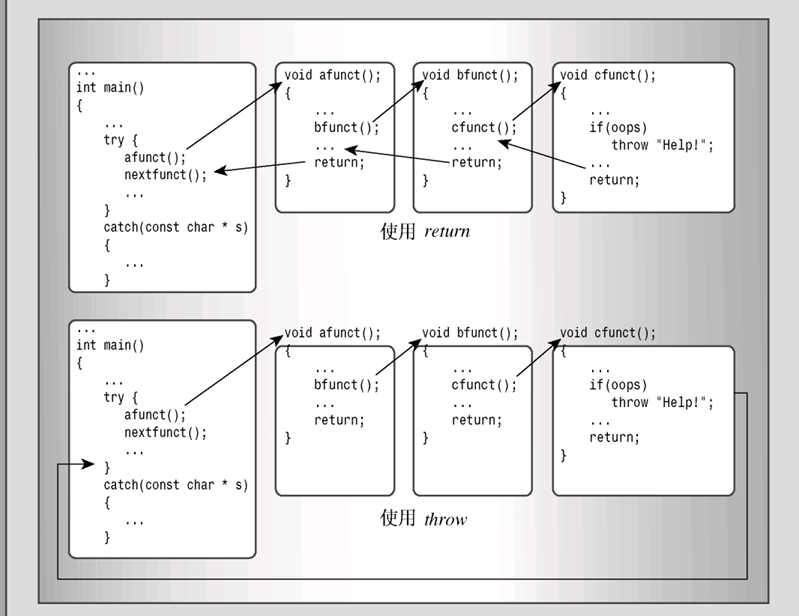 ...
int main()
{
...
try {
afunct();
nextfunct();
...
}
catch(const char * s)
{
...
}
void afunct();
{
...
bfunct();
...
return;
}
void bfunct();
{
...
cfunct();
...
return;
}
void cfunct();
{
...
if(oops)
throw "Help!";
...
return;
}
使用 return
...
int main()
{
...
try {
afunct();
nextfunct();
...
}
catch(const char * s)
{
...
}
void afunct();
{
...
bfunct();
...
return;
}
void bfunct();
{
...
cfunct();
...
return;
}
void cfunct();
{
...
if(oops)
throw "Help!";
...
return;
}
使用 throw